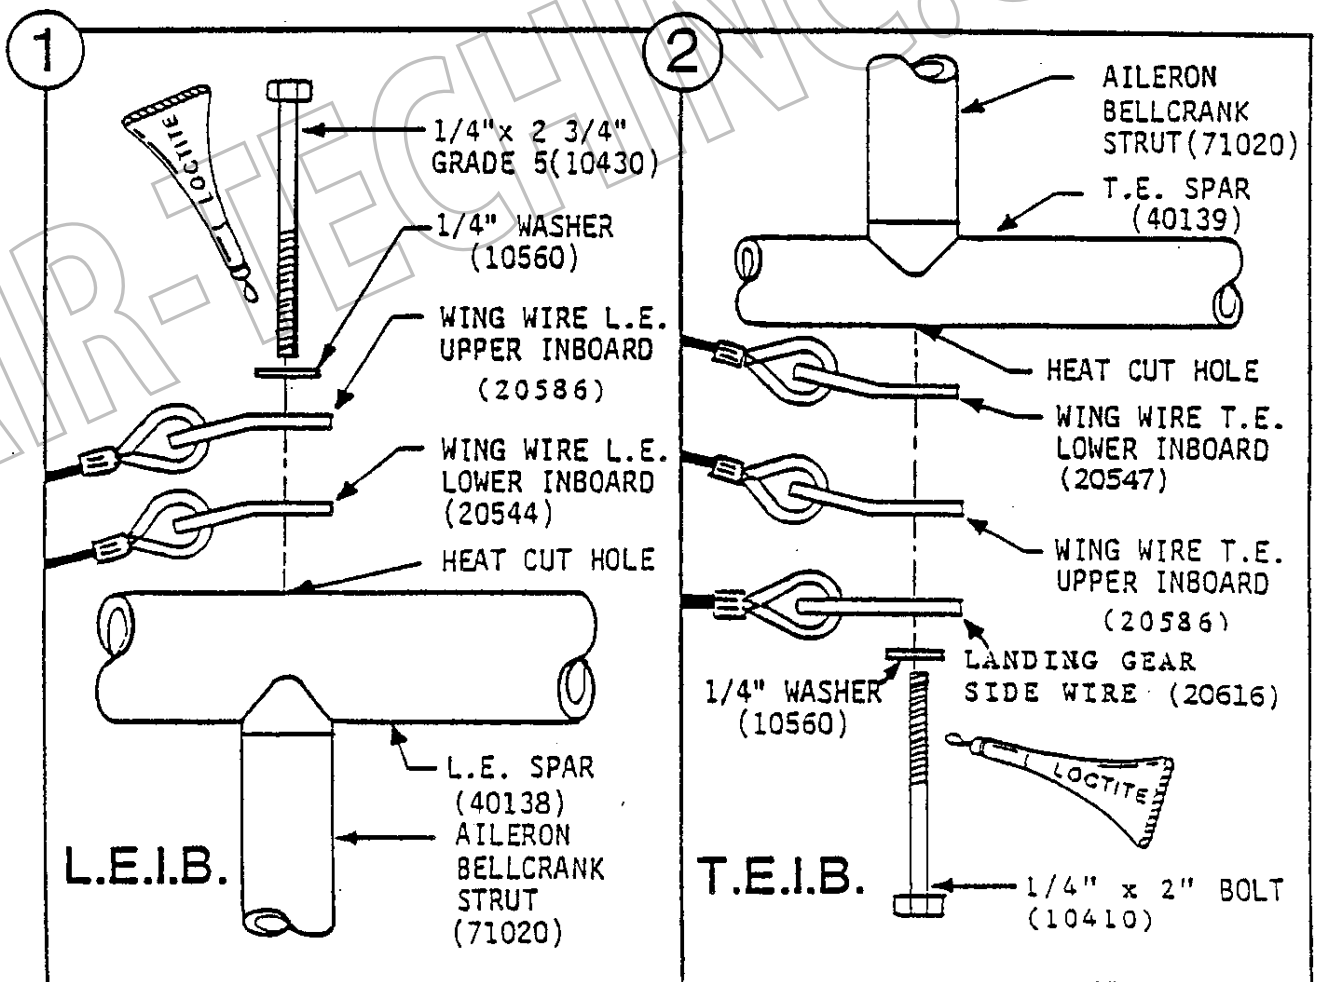 1
LOCTITE
1/4"x 2 3/4"
GRADE 5(10430)
1/4" WASHER
(10560)
WING WIRE L.E.
UPPER INBOARD
(20586)
WING WIRE L.E.
LOWER INBOARD
(20544)
HEAT CUT HOLE
L.E. SPAR
(40138)
AILERON
BELLCRANK
STRUT
(71020)
L.E.I.B.
2
AILERON
BELLCRANK
STRUT(71020)
T.E. SPAR
(40139)
HEAT CUT HOLE
WING WIRE T.E.
LOWER INBOARD
(20547)
WING WIRE T.E.
UPPER INBOARD
(20586)
LANDING GEAR
SIDE WIRE (20616)
1/4" WASHER
(10560)
LOCTITE
T.E.I.B.
1/4" x 2" BOLT
(10410)
AIR-TECHINC.